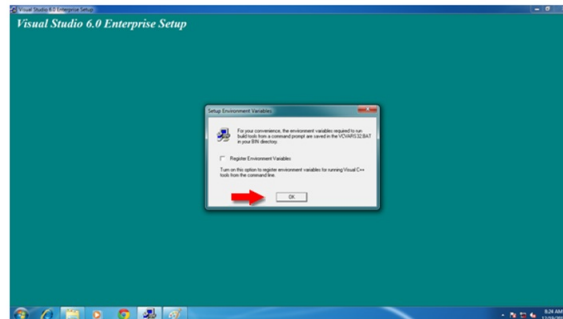 Visual Studio 6.0 Enterprise Setup
Visual Studio 6.0 Enterprise Setup
Setup Environment Variables
For your convenience, the environment variables required to run
build tools from a command prompt are saved in the VCVARS32.BAT
in your BIN directory.
Register Environment Variables
Turn on this option to register environment variables for running Visual C++
tools from the command line.
OK
8:24 AM